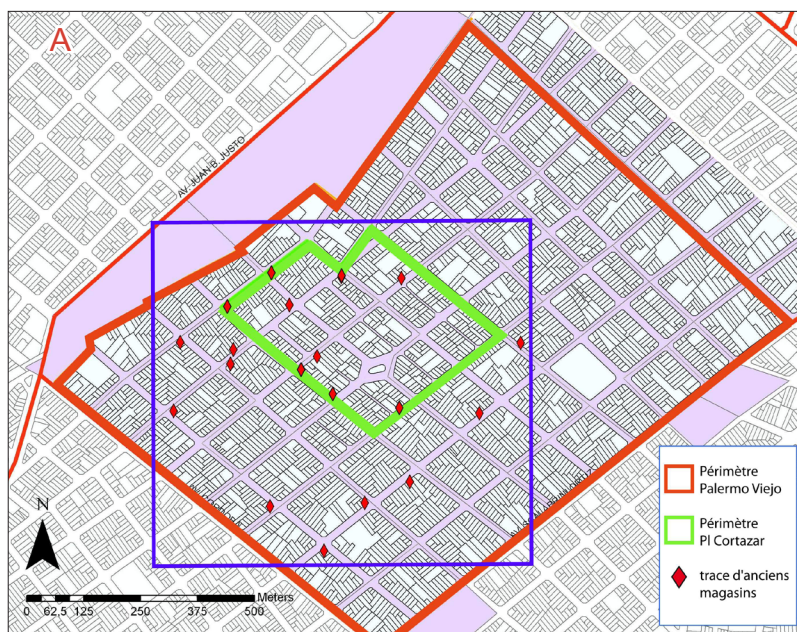 A
AV. JUAN B. JUSTO
N
Meters
0 62,5 125 250 375 500
Périmètre
Palermo Viejo
Périmètre
Pl Cortazar
trace d'anciens
magasins